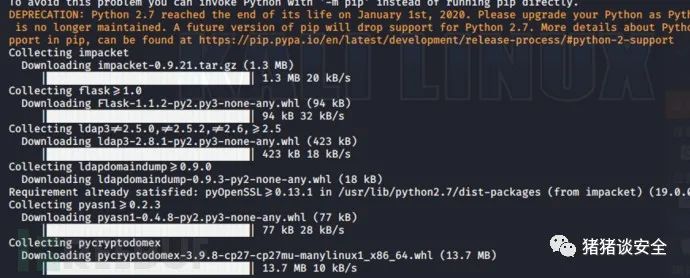 To avoid this problem you can invoke Python with '-m pip' instead of running pip directly.
DEPRECATION: Python 2.7 reached the end of its life on January 1st, 2020. Please upgrade your Python as Pyt
is no longer maintained. A future version of pip will drop support for Python 2.7. More details about Pyth
pport in pip, can be found at https://pip.pypa.io/en/latest/development/release-process/#python-2-support
Collecting impacket
Downloading impacket-0.9.21.tar.gz (1.3 MB)
| 1.3 MB 20 kB/s
Collecting flask≥1.0
Downloading Flask-1.1.2-py2.py3-none-any.whl (94 kB)
| 94 kB 32 kB/s
Collecting ldap3≠2.5.0,≠2.5.2,≠2.6,≥2.5
Downloading ldap3-2.8.1-py2.py3-none-any.whl (423 kB)
| 423 kB 18 kB/s
Collecting ldapdomaindump≥0.9.0
Downloading ldapdomaindump-0.9.3-py2-none-any.whl (18 kB)
Requirement already satisfied: pyOpenSSL≥0.13.1 in /usr/lib/python2.7/dist-packages (from impacket) (19.0.
Collecting pyasn1≥0.2.3
Downloading pyasn1-0.4.8-py2.py3-none-any.whl (77 kB)
| 77 kB 28 kB/s
Collecting pycryptodomex
Downloading pycryptodomex-3.9.8-cp27-cp27mu-manylinux1_x86_64.whl (13.7 MB)
| 13.7 MB 10 kB/s
KALI LINUX
猪猪谈安全